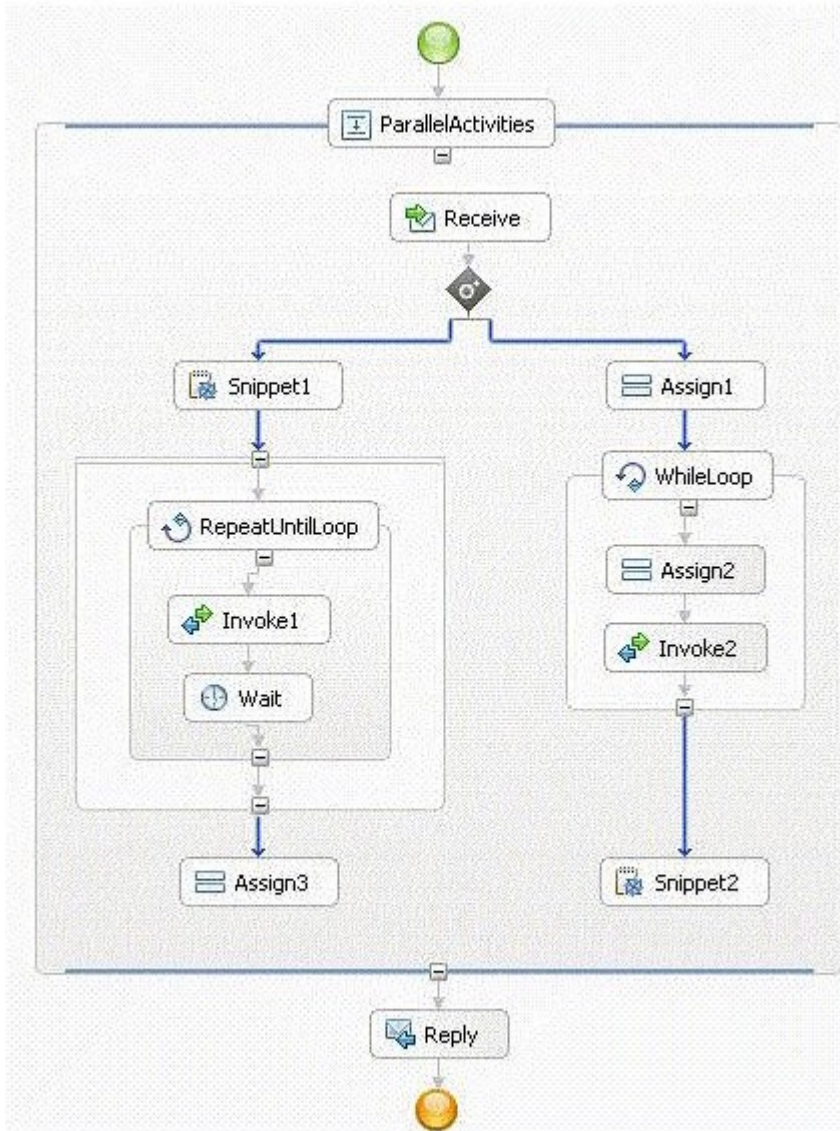 ParallelActivities
Receive
Snippet1
Assign1
WhileLoop
RepeatUntilLoop
Assign2
Invoke1
Invoke2
Wait
Assign3
Snippet2
Reply